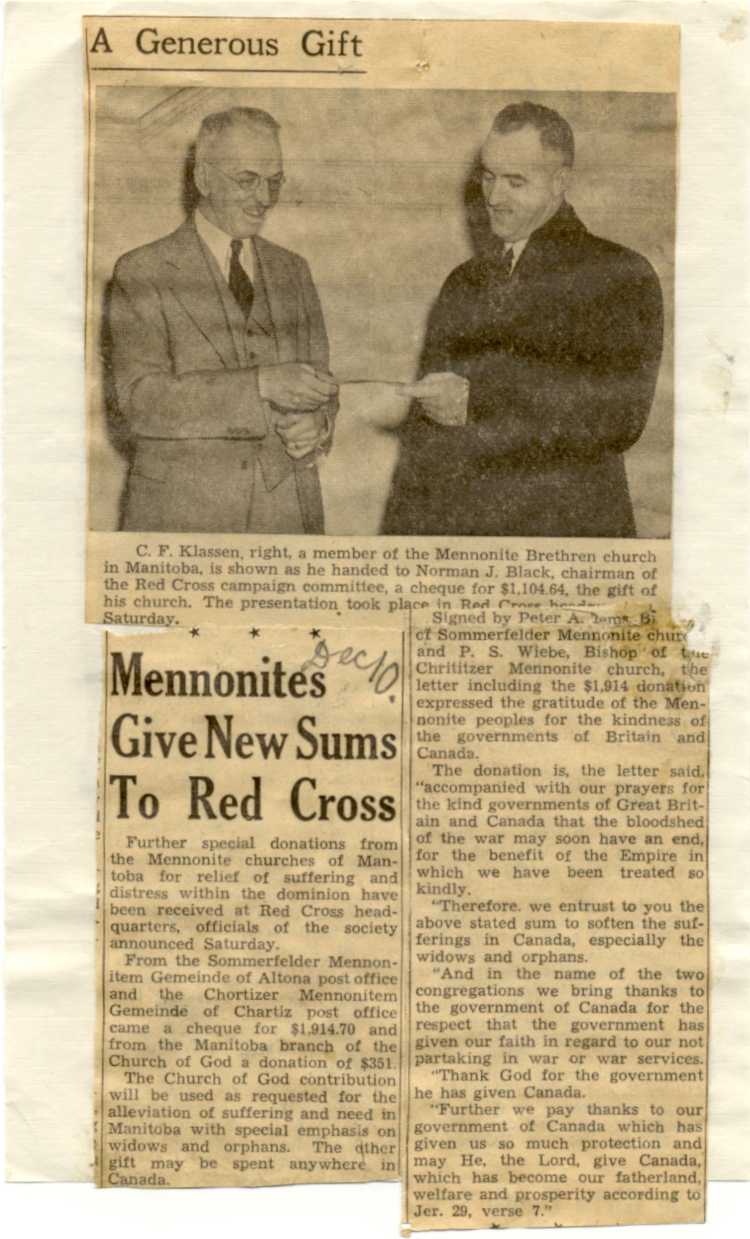 A Generous Gift
C. F. Klassen, right, a member of the Mennonite Brethren church
in Manitoba, is shown as he handed to Norman J. Black, chairman of
the Red Cross campaign committee, a cheque for $1,104.64, the gift of
his church. The presentation took place in Red Cross
Saturday.
★ ★ ★
Dec 10
Mennonites
Give New Sums
To Red Cross
Further special donations from
the Mennonite churches of Man-
toba for relief of suffering and
distress within the dominion have
been received at Red Cross head-
quarters, officials of the society
announced Saturday.
From the Sommerfelder Mennon-
item Gemeinde of Altona post office
and the Chortizer Mennonitem
Gemeinde of Chartiz post office
came a cheque for $1,914.70 and
from the Manitoba branch of the
Church of God a donation of $351.
The Church of God contribution
will be used as requested for the
alleviation of suffering and need in
Manitoba with special emphasis on
widows and orphans. The other
gift may be spent anywhere in
Canada.
Signed by Peter A.
of Sommerfelder Mennonite church
and P. S. Wiebe, Bishop of the
Chrititzer Mennonite church, the
letter including the $1,914 donation
expressed the gratitude of the Men-
nonite peoples for the kindness of
the governments of Britain and
Canada.
The donation is, the letter said,
"accompanied with our prayers for
the kind governments of Great Brit-
ain and Canada that the bloodshed
of the war may soon have an end,
for the benefit of the Empire in
which we have been treated so
kindly.
"Therefore. we entrust to you the
above stated sum to soften the suf-
ferings in Canada, especially the
widows and orphans.
"And in the name of the two
congregations we bring thanks to
the government of Canada for the
respect that the government has
given our faith in regard to our not
partaking in war or war services.
"Thank God for the government
he has given Canada.
"Further we pay thanks to our
government of Canada which has
given us so much protection and
may He, the Lord, give Canada,
which has become our fatherland,
welfare and prosperity according to
Jer. 29, verse 7."